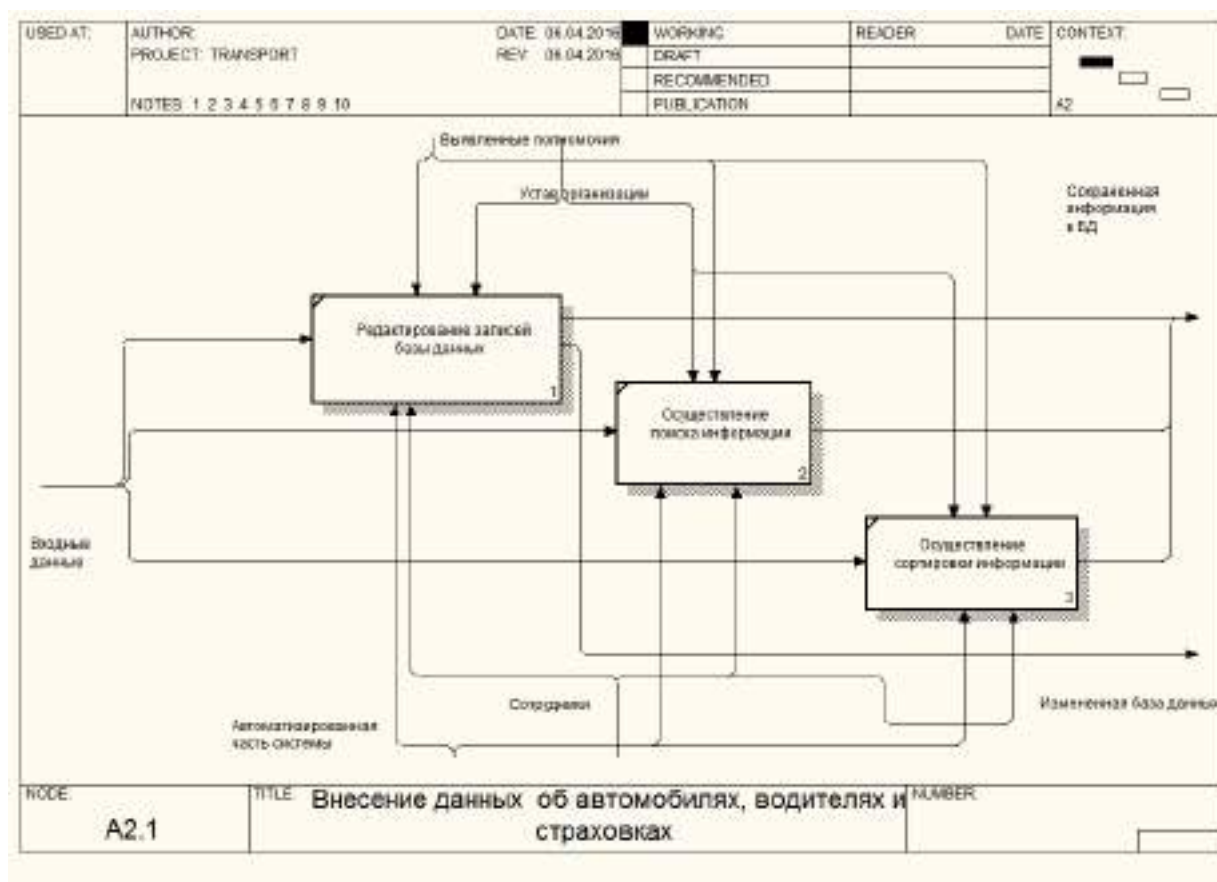 USED AT:
AUTHOR:
DATE: 06.04.2016
WORKING
READER
DATE
CONTEXT:
PROJECT: TRANSPORT
REV: 06.04.2016
DRAFT
RECOMMENDED
NOTES: 1 2 3 4 5 6 7 8 9 10
PUBLICATION
A2
Выявленные полномочия
Устав организации
Сохраненная
информация
в БД
Редактирование записей
базы данных
1
Осуществление
поиска информации
2
Осуществление
сортировки информации
3
Входные
данные
Сотрудники
Измененная база данных
Автоматизированная
часть системы
NODE:
A2.1
TITLE:
Внесение данных об автомобилях, водителях и
страховках
NUMBER: